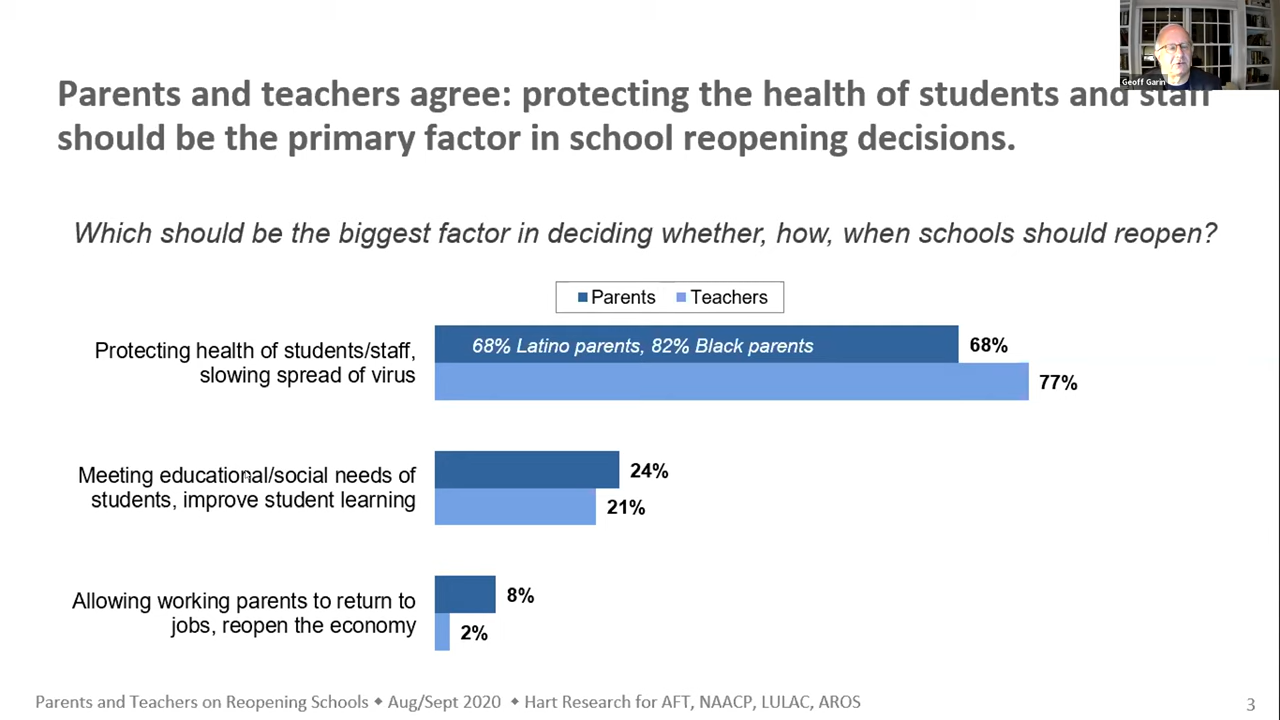 Geoff Garin
Parents and teachers agree: protecting the health of students and staff
should be the primary factor in school reopening decisions.
Which should be the biggest factor in deciding whether, how, when schools should reopen?
Parents Teachers
Protecting health of students/staff,
slowing spread of virus
68% Latino parents, 82% Black parents
68%
77%
Meeting educational/social needs of
students, improve student learning
24%
21%
Allowing working parents to return to
jobs, reopen the economy
8%
2%
Parents and Teachers on Reopening Schools ◆ Aug/Sept 2020 ◆ Hart Research for AFT, NAACP, LULAC, AROS
3